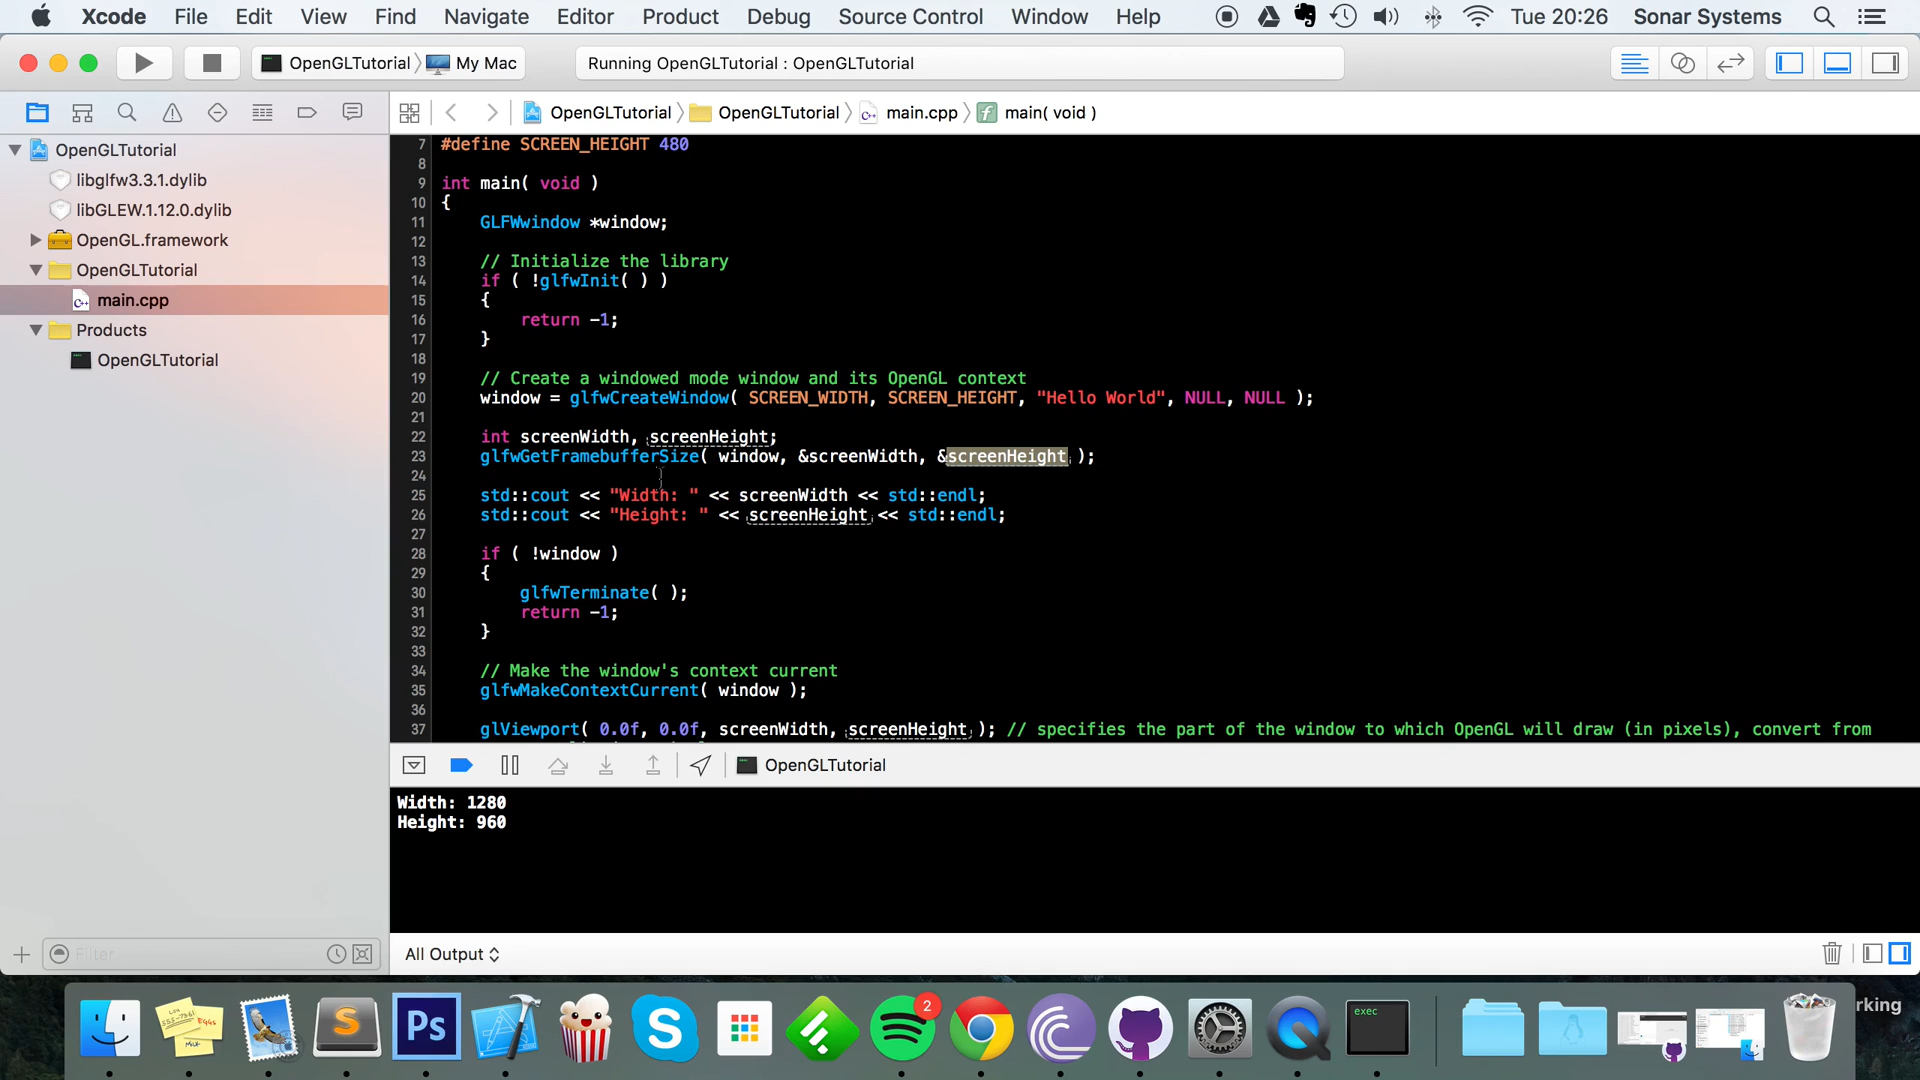 Xcode File Edit View Find Navigate Editor Product Debug Source Control Window Help Tue 20:26 Sonar Systems
OpenGLTutorial My Mac Running OpenGLTutorial : OpenGLTutorial
OpenGLTutorial OpenGLTutorial main.cpp main( void )
OpenGLTutorial
libglfw3.3.1.dylib
libGLEW.1.12.0.dylib
OpenGL.framework
OpenGLTutorial
main.cpp
Products
OpenGLTutorial
7 #define SCREEN_HEIGHT 480
8
9 int main( void )
10 {
11 GLFWwindow *window;
12
13 // Initialize the library
14 if ( !glfwInit( ) )
15 {
16 return -1;
17 }
18
19 // Create a windowed mode window and its OpenGL context
20 window = glfwCreateWindow( SCREEN_WIDTH, SCREEN_HEIGHT, "Hello World", NULL, NULL );
21
22 int screenWidth, screenHeight;
23 glfwGetFramebufferSize( window, &screenWidth, &screenHeight );
24
25 std::cout << "Width: " << screenWidth << std::endl;
26 std::cout << "Height: " << screenHeight << std::endl;
27
28 if ( !window )
29 {
30 glfwTerminate( );
31 return -1;
32 }
33
34 // Make the window's context current
35 glfwMakeContextCurrent( window );
36
37 glViewport( 0.0f, 0.0f, screenWidth, screenHeight ); // specifies the part of the window to which OpenGL will draw (in pixels), convert from
OpenGLTutorial
Width: 1280
Height: 960
Filter
All Output
S Ps S 2 exec
rking